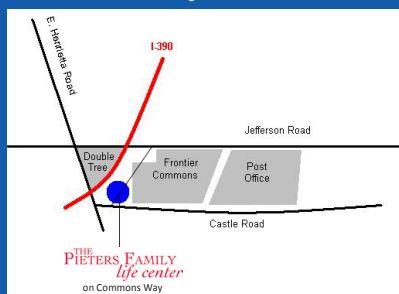 E. Henrietta Road
I-390
Jefferson Road
Double
Tree
Frontier
Commons
Post
Office
Castle Road
THE
PIETERS FAMILY
life center
on Commons Way